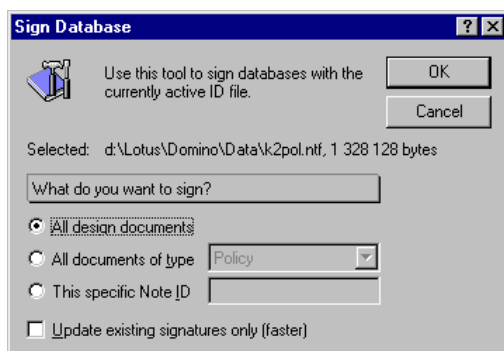 Sign Database
Use this tool to sign databases with the
currently active ID file.
OK
Cancel
Selected: d:\Lotus\Domino\Data\k2pol.ntf, 1 328 128 bytes
What do you want to sign?
All design documents
All documents of type Policy
This specific Note ID
Update existing signatures only (faster)